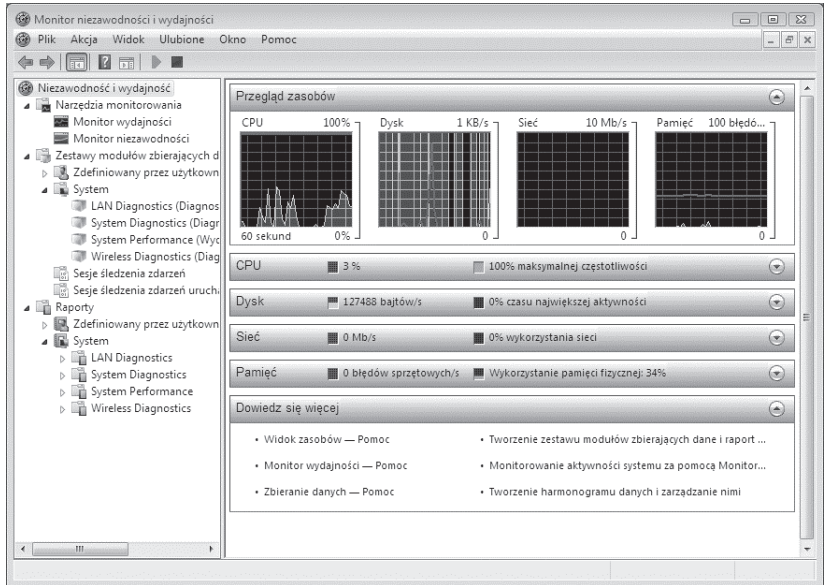 Monitor niezawodności i wydajności
Plik Akcja Widok Ulubione Okno Pomoc
Niezawodność i wydajność
Narzędzia monitorowania
Monitor wydajności
Monitor niezawodności
Zestawy modułów zbierających d
Zdefiniowany przez użytkown
System
LAN Diagnostics (Diagnos
System Diagnostics (Diagr
System Performance (Wyc
Wireless Diagnostics (Diag
Sesje śledzenia zdarzeń
Sesje śledzenia zdarzeń urucha
Raporty
Zdefiniowany przez użytkown
System
LAN Diagnostics
System Diagnostics
System Performance
Wireless Diagnostics
Przegląd zasobów
CPU 100% Dysk 1 KB/s Sieć 10 Mb/s Pamięć 100 błędó...
60 sekund 0% 0 0 0
CPU 3 % 100% maksymalnej częstotliwości
Dysk 127488 bajtów/s 0% czasu największej aktywności
Sieć 0 Mb/s 0% wykorzystania sieci
Pamięć 0 błędów sprzętowych/s Wykorzystanie pamięci fizycznej: 34%
Dowiedz się więcej
• Widok zasobów — Pomoc • Tworzenie zestawu modułów zbierających dane i raport ...
• Monitor wydajności — Pomoc • Monitorowanie aktywności systemu za pomocą Monitor...
• Zbieranie danych — Pomoc • Tworzenie harmonogramu danych i zarządzanie nimi